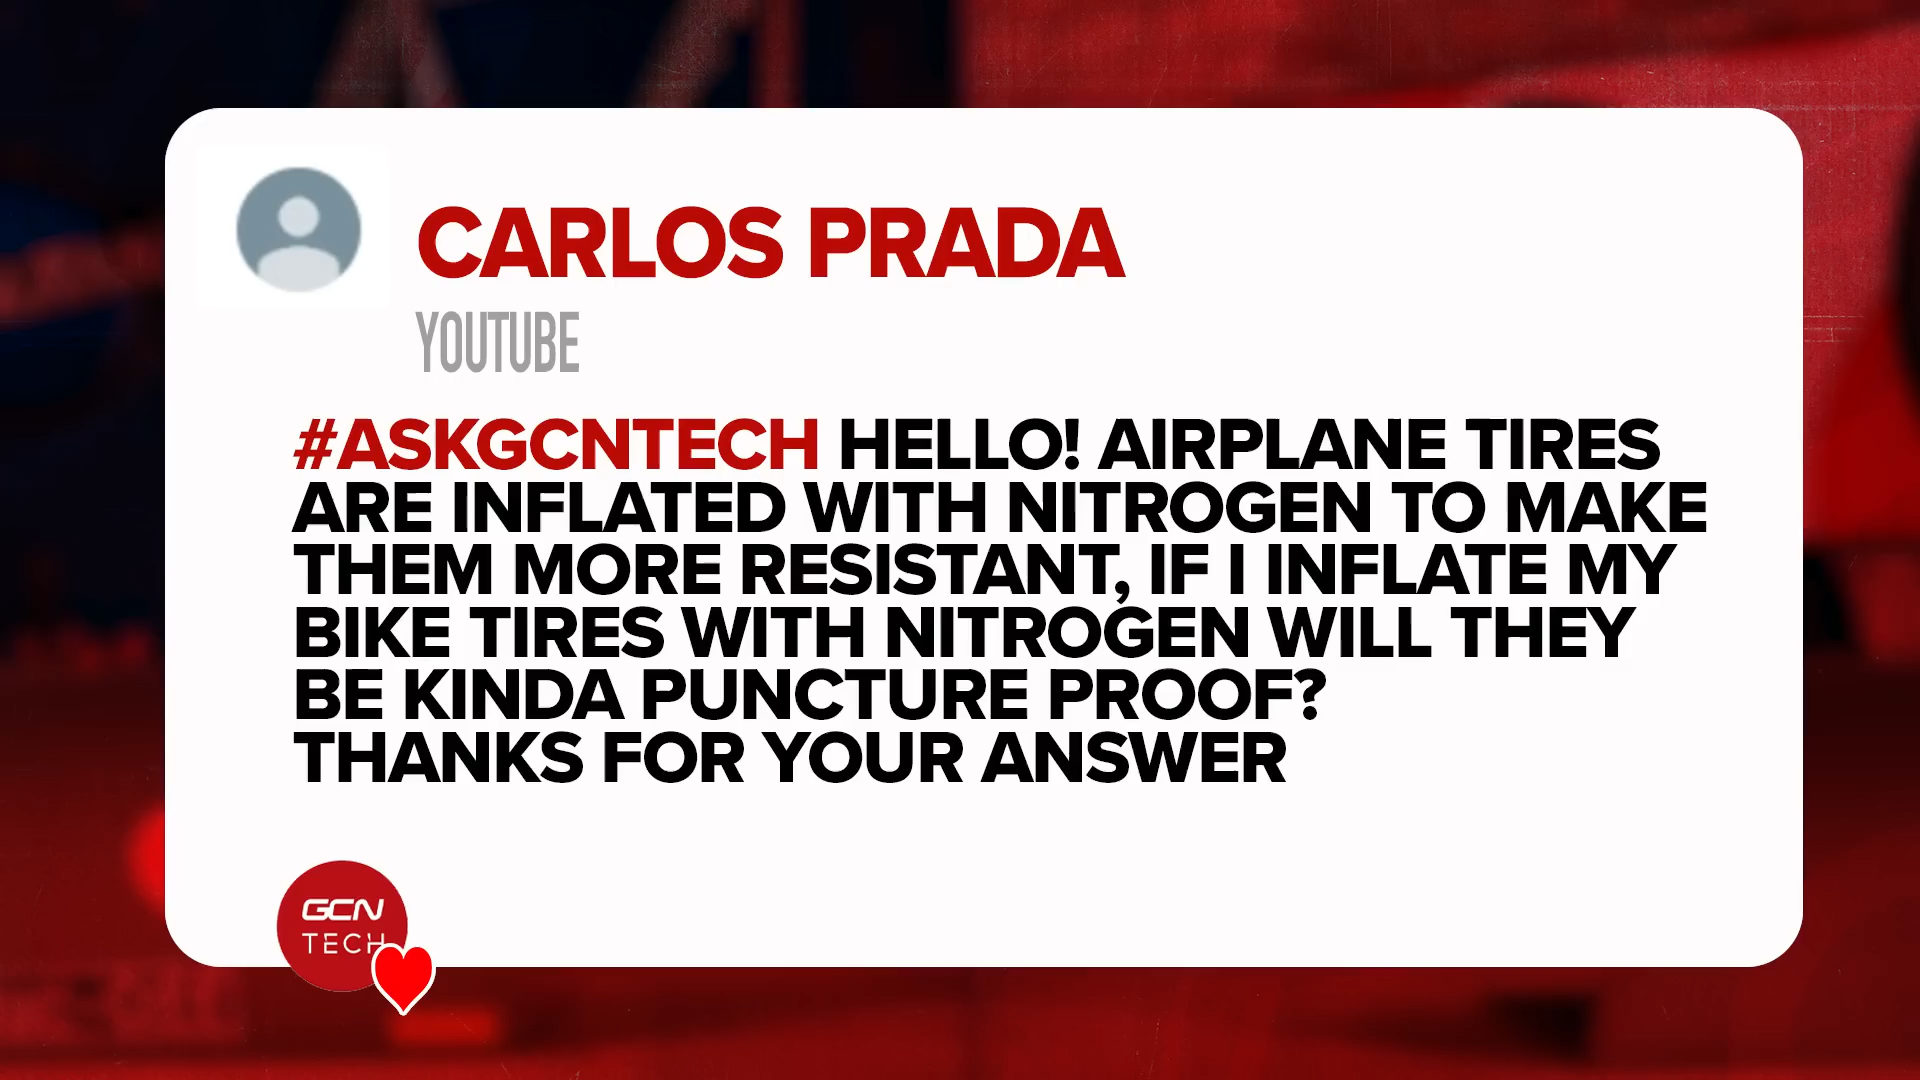 CARLOS PRADA
YOUTUBE
#ASKGCNTECH HELLO! AIRPLANE TIRES
ARE INFLATED WITH NITROGEN TO MAKE
THEM MORE RESISTANT, IF I INFLATE MY
BIKE TIRES WITH NITROGEN WILL THEY
BE KINDA PUNCTURE PROOF?
THANKS FOR YOUR ANSWER
GCN
TECH